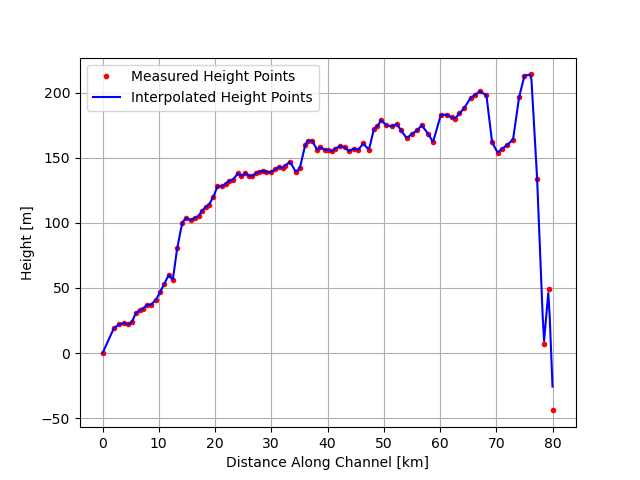 Measured Height Points
Interpolated Height Points
Height [m]
200
150
100
50
0
−50
0 10 20 30 40 50 60 70 80
Distance Along Channel [km]